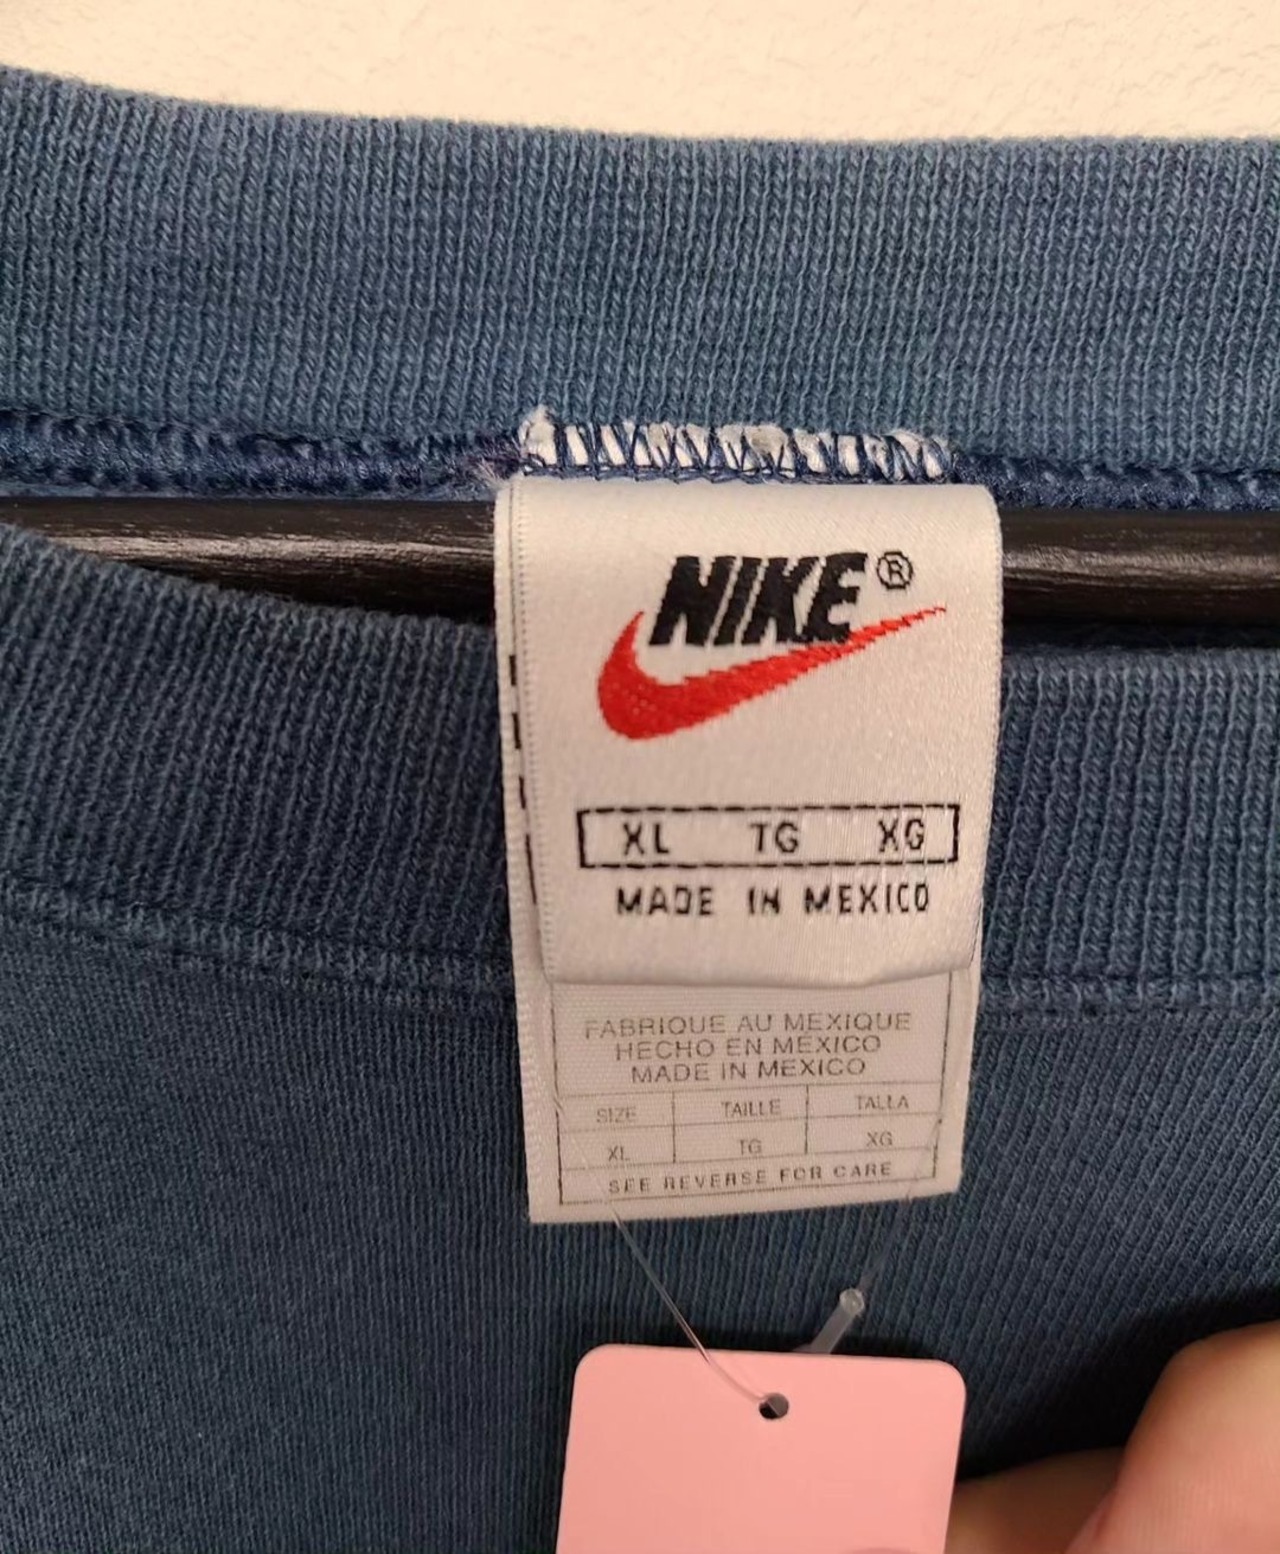 NIKE®
XL TG XG
MADE IN MEXICO
FABRIQUE AU MEXIQUE
HECHO EN MEXICO
MADE IN MEXICO
SIZE TAILLE TALLA
XL TG XG
SEE REVERSE FOR CARE